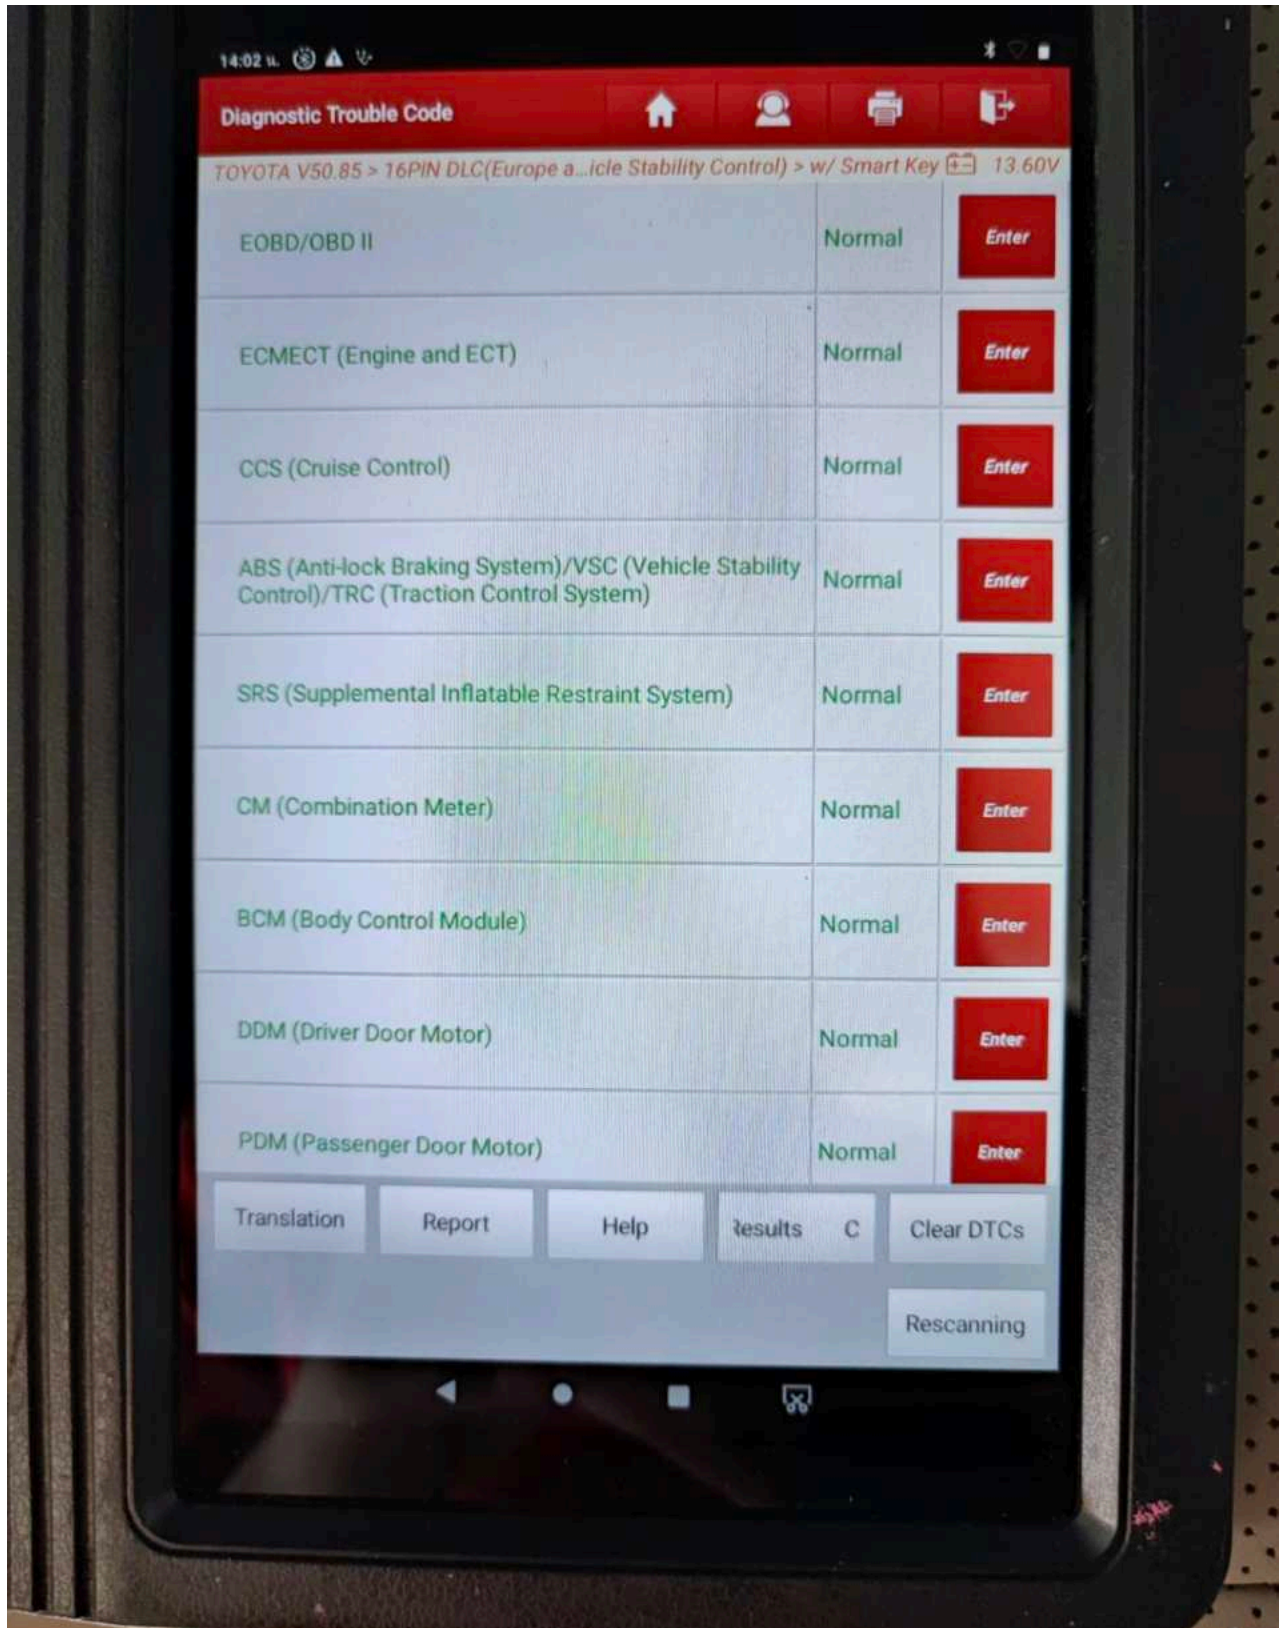 14:02 น.
Diagnostic Trouble Code
TOYOTA V50.85 > 16PIN DLC(Europe a...icle Stability Control) > w/ Smart Key 13.60V
EOBD/OBD II Normal Enter
ECMECT (Engine and ECT) Normal Enter
CCS (Cruise Control) Normal Enter
ABS (Anti-lock Braking System)/VSC (Vehicle Stability
Control)/TRC (Traction Control System) Normal Enter
SRS (Supplemental Inflatable Restraint System) Normal Enter
CM (Combination Meter) Normal Enter
BCM (Body Control Module) Normal Enter
DDM (Driver Door Motor) Normal Enter
PDM (Passenger Door Motor) Normal Enter
Translation Report Help Results C Clear DTCs
Rescanning